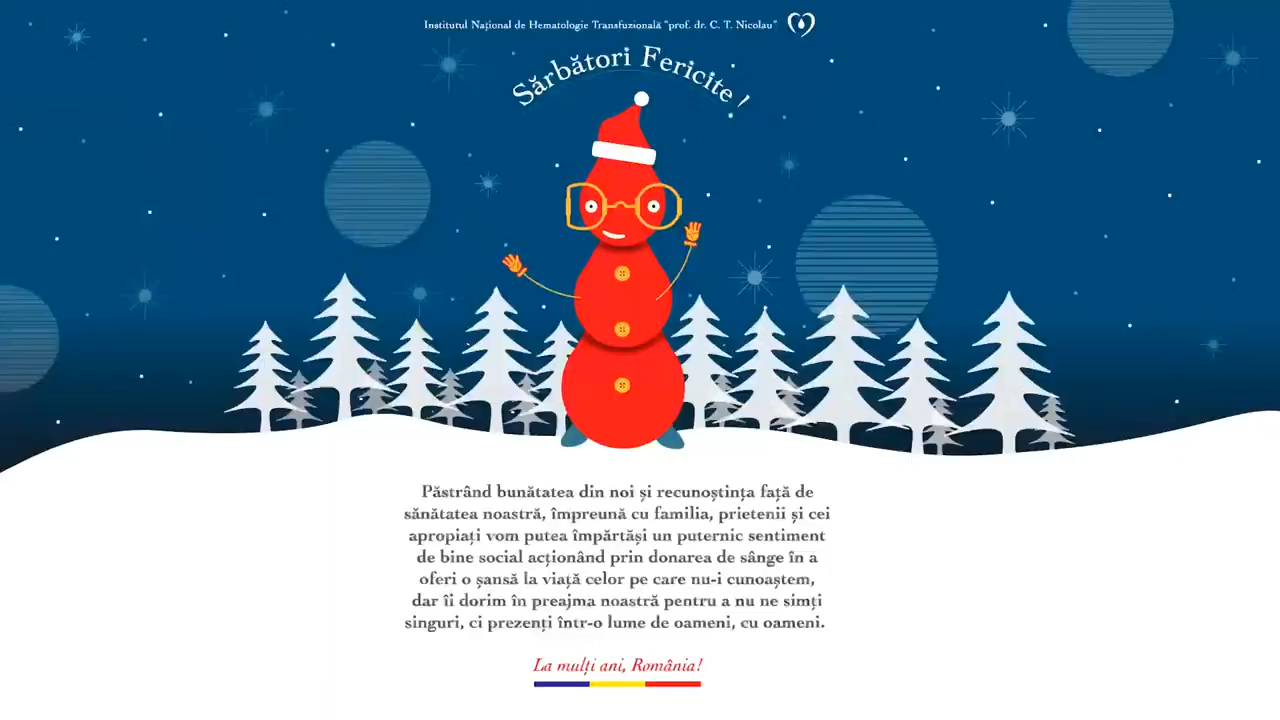 Institutul Național de Hematologie Transfuzională "prof. dr. C. T. Nicolau"
Sărbători Fericite !
Păstrând bunătatea din noi și recunoștința față de
sănătatea noastră, împreună cu familia, prietenii și cei
apropiați vom putea împărtăși un puternic sentiment
de bine social acționând prin donarea de sânge în a
oferi o șansă la viață celor pe care nu-i cunoaștem,
dar îi dorim în preajma noastră pentru a nu ne simți
singuri, ci prezenți într-o lume de oameni, cu oameni.
La mulți ani, România!